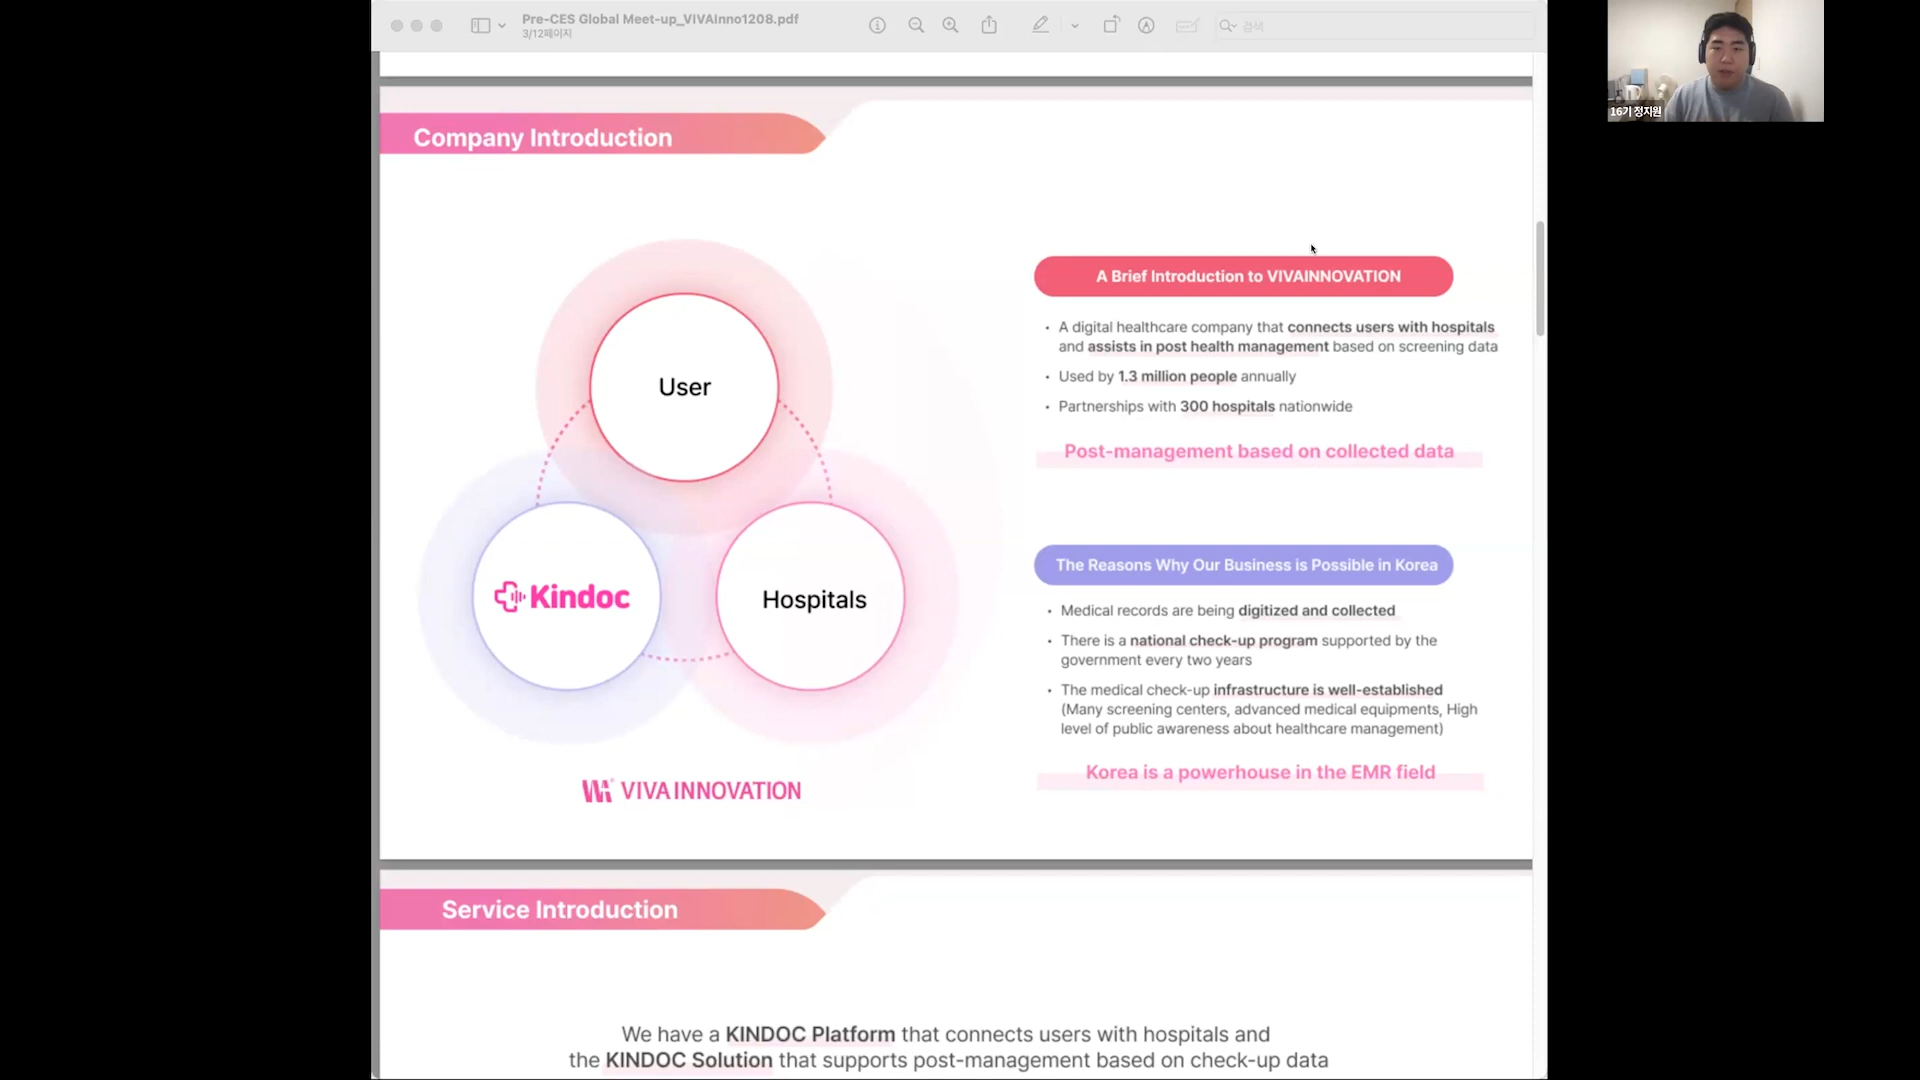 Pre-CES Global Meet-up_VIVAInno1208.pdf
3/12페이지
검색
16기 정지원
Company Introduction
User
Kindoc
Hospitals
VIVAINNOVATION
A Brief Introduction to VIVAINNOVATION
• A digital healthcare company that connects users with hospitals
and assists in post health management based on screening data
• Used by 1.3 million people annually
• Partnerships with 300 hospitals nationwide
Post-management based on collected data
The Reasons Why Our Business is Possible in Korea
• Medical records are being digitized and collected
• There is a national check-up program supported by the
government every two years
• The medical check-up infrastructure is well-established
(Many screening centers, advanced medical equipments, High
level of public awareness about healthcare management)
Korea is a powerhouse in the EMR field
Service Introduction
We have a KINDOC Platform that connects users with hospitals and
the KINDOC Solution that supports post-management based on check-up data